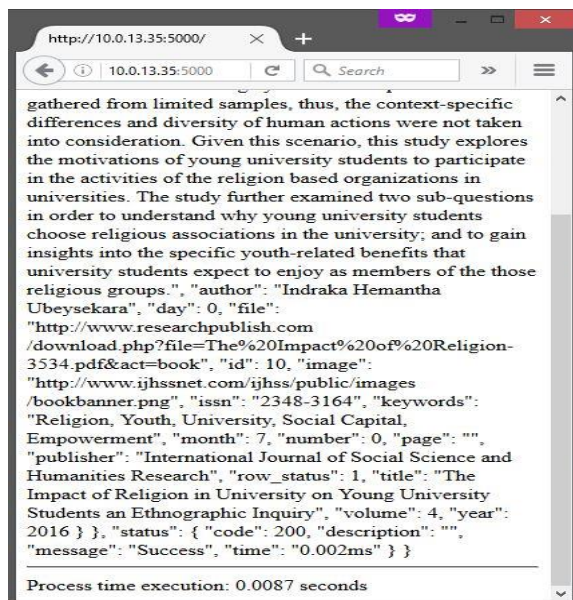 http://10.0.13.35:5000/
10.0.13.35:5000
Search
gathered from limited samples, thus, the context-specific
differences and diversity of human actions were not taken
into consideration. Given this scenario, this study explores
the motivations of young university students to participate
in the activities of the religion based organizations in
universities. The study further examined two sub-questions
in order to understand why young university students
choose religious associations in the university; and to gain
insights into the specific youth-related benefits that
university students expect to enjoy as members of the those
religious groups.", "author": "Indraka Hemantha
Ubeysekara", "day": 0, "file":
"http://www.researchpublish.com
/download.php?file=The%20Impact%20of%20Religion-
3534.pdf&act=book", "id": 10, "image":
"http://www.ijhssnet.com/ijhss/public/images
/bookbanner.png", "issn": "2348-3164", "keywords":
"Religion, Youth, University, Social Capital,
Empowerment", "month": 7, "number": 0, "page": "",
"publisher": "International Journal of Social Science and
Humanities Research", "row_status": 1, "title": "The
Impact of Religion in University on Young University
Students an Ethnographic Inquiry", "volume": 4, "year":
2016 } }, "status": { "code": 200, "description": "",
"message": "Success", "time": "0.002ms" } }
Process time execution: 0.0087 seconds